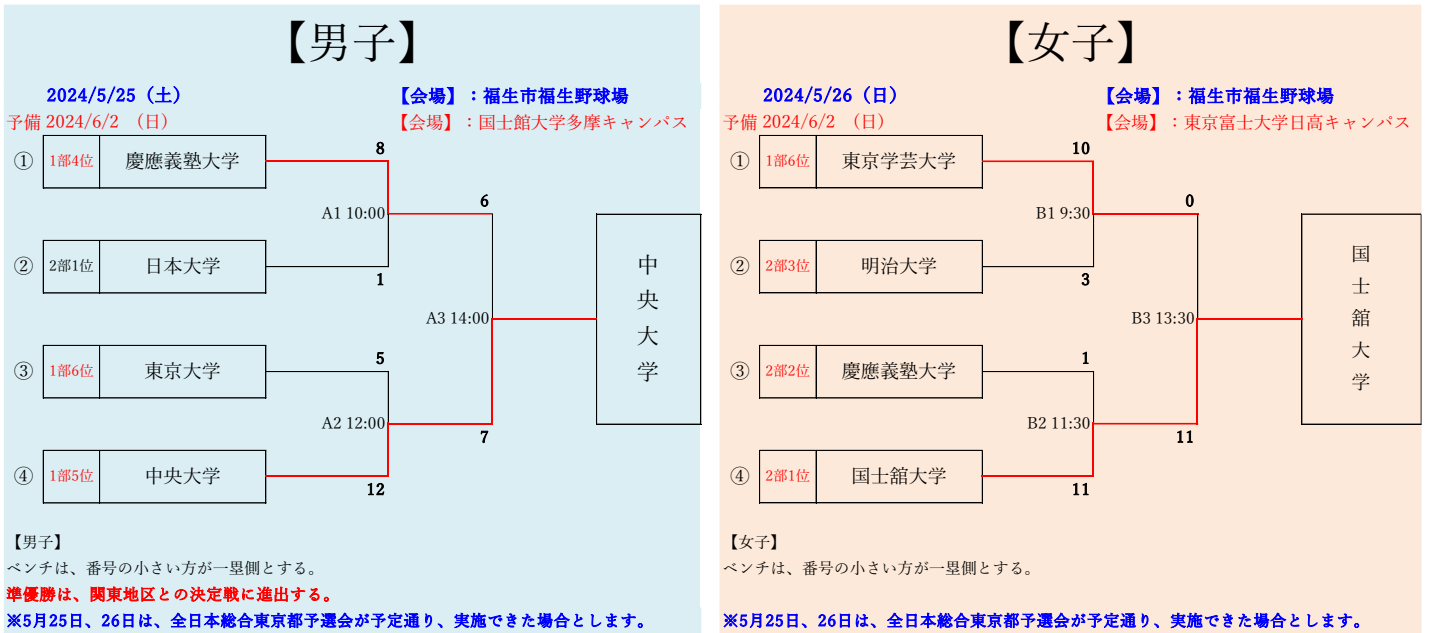 【男子】
2024/5/25（土）
【会場】：福生市福生野球場
予備 2024/6/2 （日）
【会場】：国士館大学多摩キャンパス
① 1部4位 慶應義塾大学
8
A1 10:00
6
② 2部1位 日本大学
1
A3 14:00
中央大学
③ 1部6位 東京大学
5
A2 12:00
7
④ 1部5位 中央大学
12
【男子】
ベンチは、番号の小さい方が一塁側とする。
準優勝は、関東地区との決定戦に進出する。
※5月25日、26日は、全日本総合東京都予選会が予定通り、実施できた場合とします。
【女子】
2024/5/26（日）
【会場】：福生市福生野球場
予備 2024/6/2 （日）
【会場】：東京富士大学日高キャンパス
① 1部6位 東京学芸大学
10
B1 9:30
0
② 2部3位 明治大学
3
B3 13:30
国士舘大学
③ 2部2位 慶應義塾大学
1
B2 11:30
11
④ 2部1位 国士舘大学
11
【女子】
ベンチは、番号の小さい方が一塁側とする。
※5月25日、26日は、全日本総合東京都予選会が予定通り、実施できた場合とします。